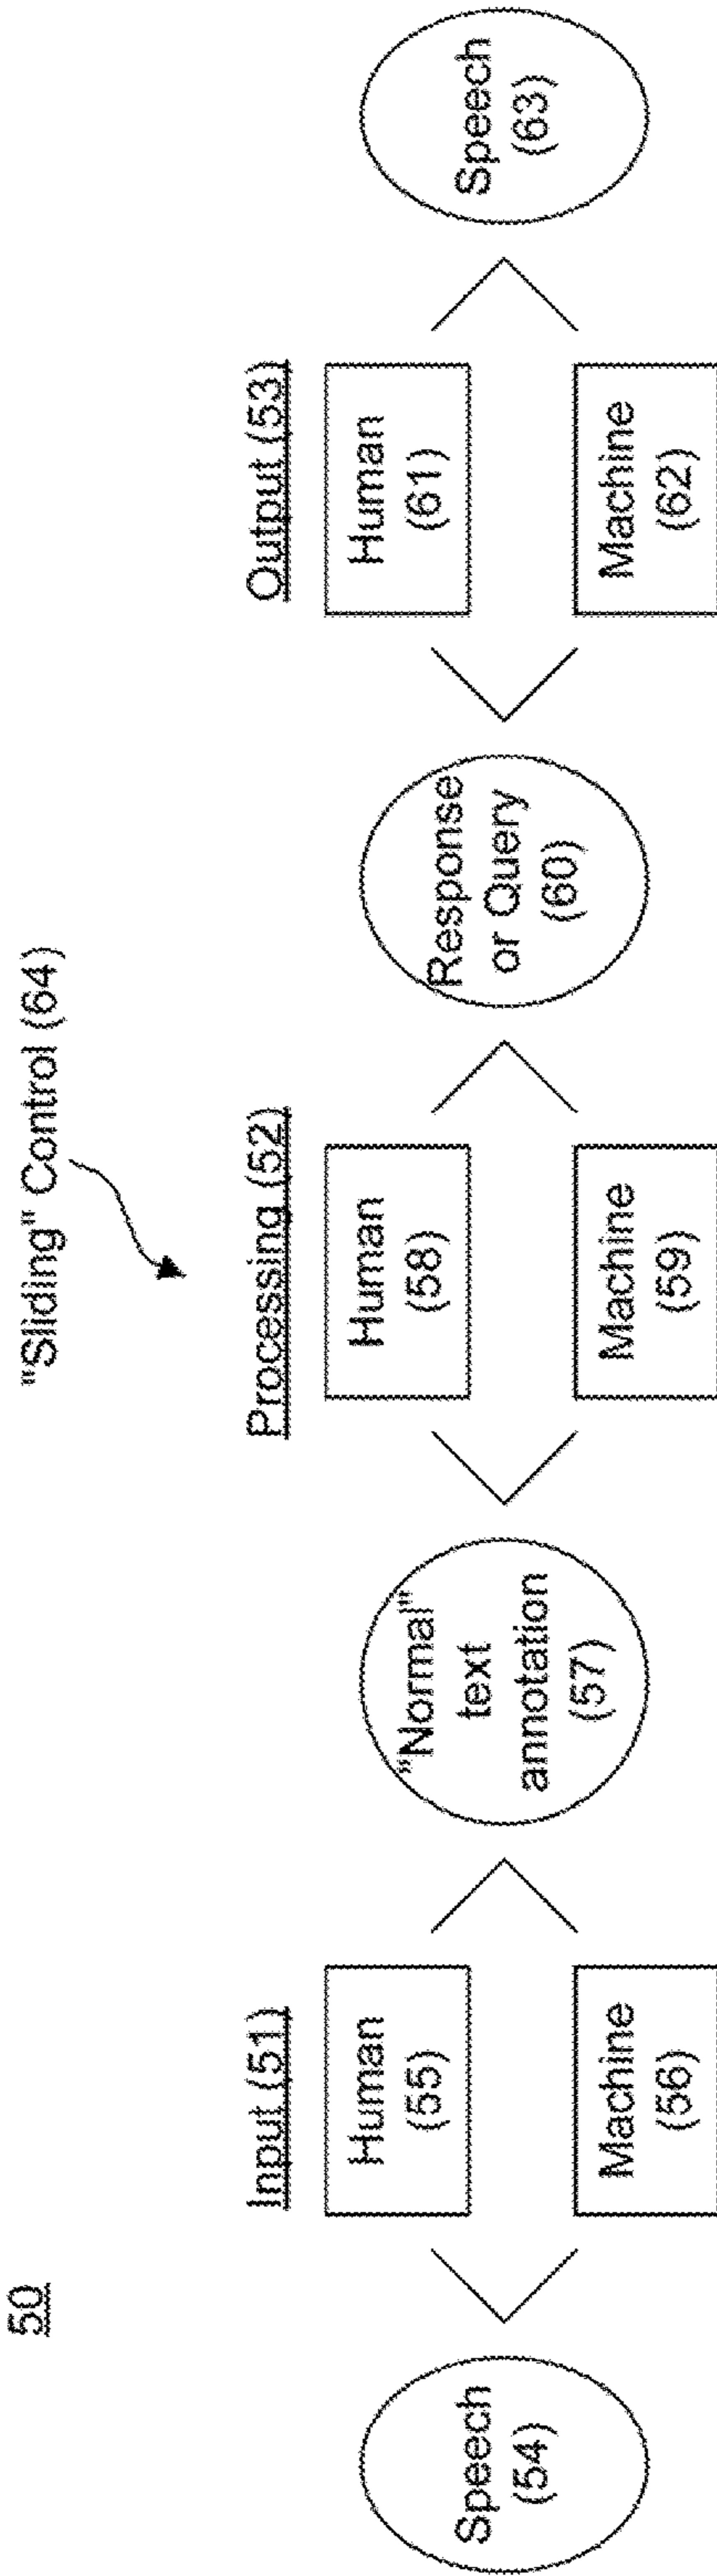 50
"Sliding" Control (64)
Input (51)
Processing (52)
Output (53)
Speech
(54)
Human
(55)
Machine
(56)
“Normal"
text
annotation
(57)
Human
(58)
Machine
(59)
Response
or Query
(60)
Human
(61)
Machine
(62)
Speech
(63)